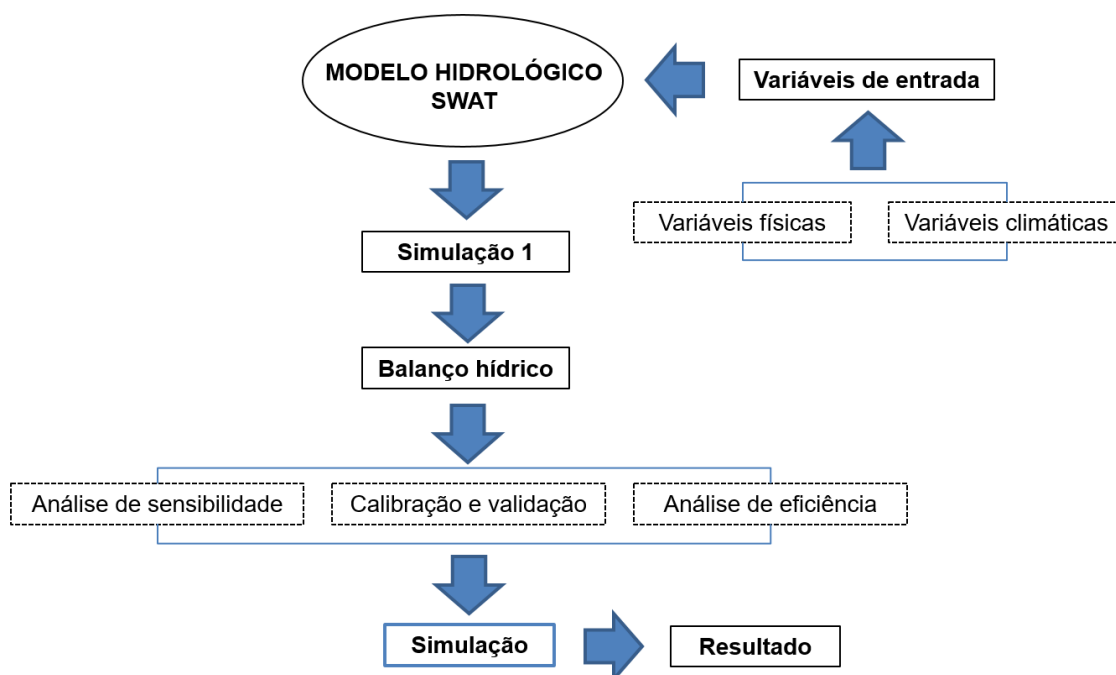 MODELO HIDROLÓGICO
SWAT
Variáveis de entrada
Variáveis físicas
Variáveis climáticas
Simulação 1
Balanço hídrico
Análise de sensibilidade
Calibração e validação
Análise de eficiência
Simulação
Resultado